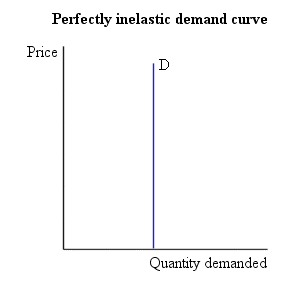 Perfectly inelastic demand curve
Price
D
Quantity demanded